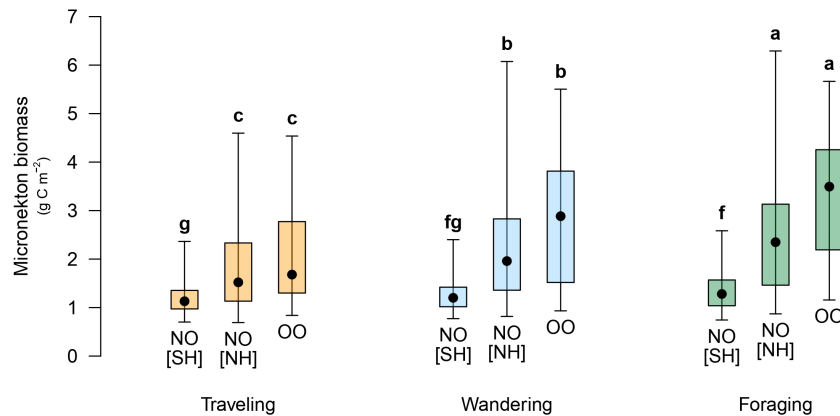 7
6
5
4
3
2
1
0
Micronekton biomass
(g C m⁻²)
g
c
c
NO
[SH]
NO
[NH]
OO
Traveling
fg
b
b
NO
[SH]
NO
[NH]
OO
Wandering
f
a
a
NO
[SH]
NO
[NH]
OO
Foraging